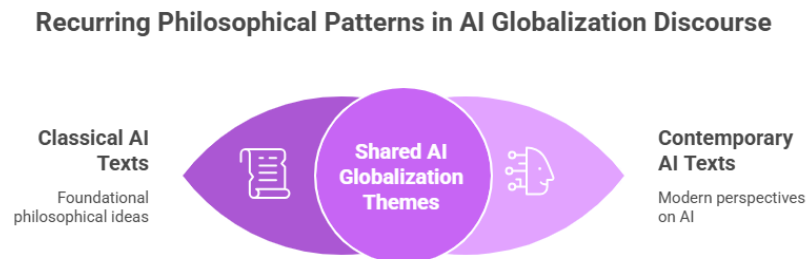 Recurring Philosophical Patterns in AI Globalization Discourse
Classical AI
Texts
Foundational
philosophical ideas
Shared AI
Globalization
Themes
Contemporary
AI Texts
Modern perspectives
on AI